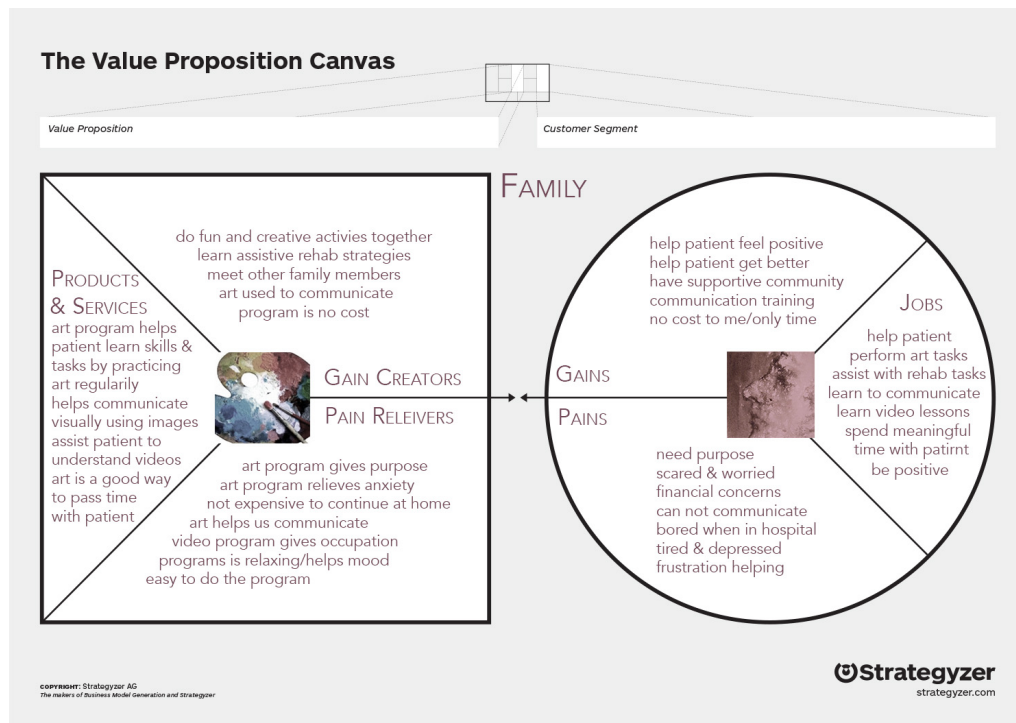 The Value Proposition Canvas
Value Proposition
Customer Segment
FAMILY
PRODUCTS
& SERVICES
art program helps
patient learn skills &
tasks by practicing
art regularily
helps communicate
visually using images
assist patient to
understand videos
art is a good way
to pass time
with patient
do fun and creative activies together
learn assistive rehab strategies
meet other family members
art used to communicate
program is no cost
GAIN CREATORS
PAIN RELEIVERS
art program gives purpose
art program relieves anxiety
not expensive to continue at home
art helps us communicate
video program gives occupation
programs is relaxing/helps mood
easy to do the program
help patient feel positive
help patient get better
have supportive community
communication training
no cost to me/only time
GAINS
PAINS
need purpose
scared & worried
financial concerns
can not communicate
bored when in hospital
tired & depressed
frustration helping
JOBS
help patient
perform art tasks
assist with rehab tasks
learn to communicate
learn video lessons
spend meaningful
time with patirnt
be positive
COPYRIGHT: Strategyzer AG
The makers of Business Model Generation and Strategyzer
Strategyzer
strategyzer.com